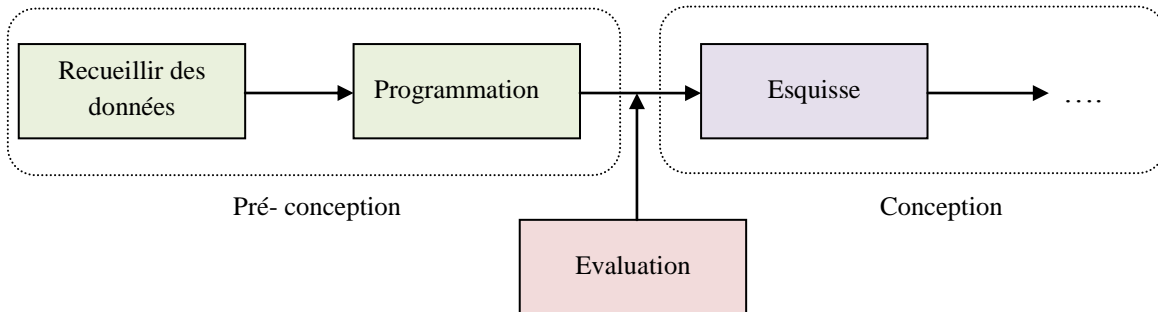 Recueillir des
données
Programmation
Esquisse
….
Pré- conception
Conception
Evaluation